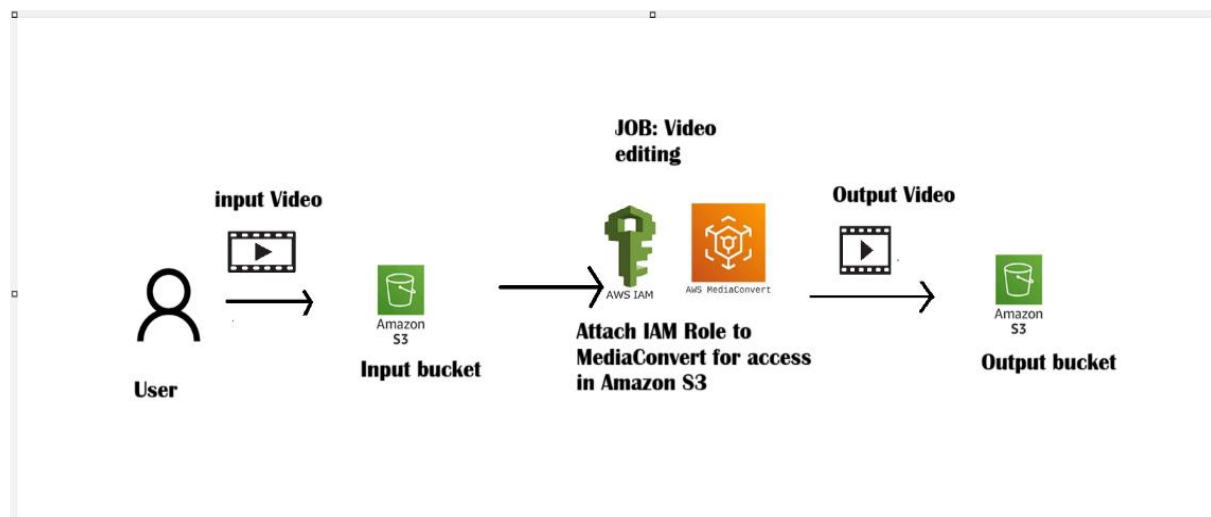 JOB: Video
editing
input Video
Output Video
AWS IAM
AWS MediaConvert
Amazon
S3
Amazon
S3
Attach IAM Role to
MediaConvert for access
in Amazon S3
Input bucket
Output bucket
User